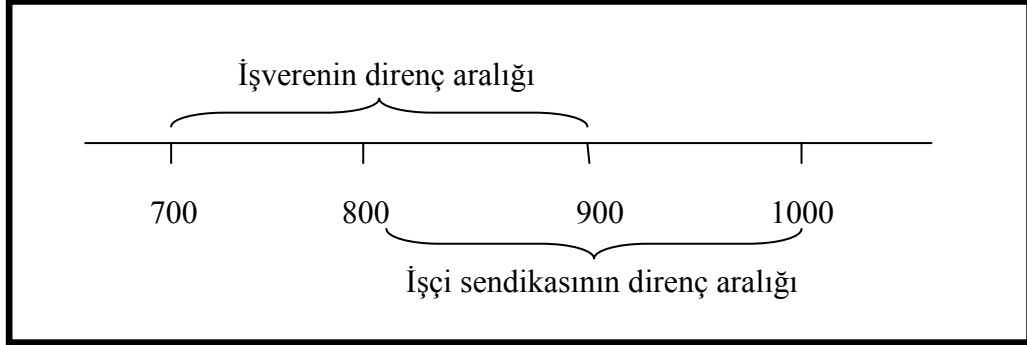 İşverenin direnç aralığı
700 800 900 1000
İşçi sendikasının direnç aralığı